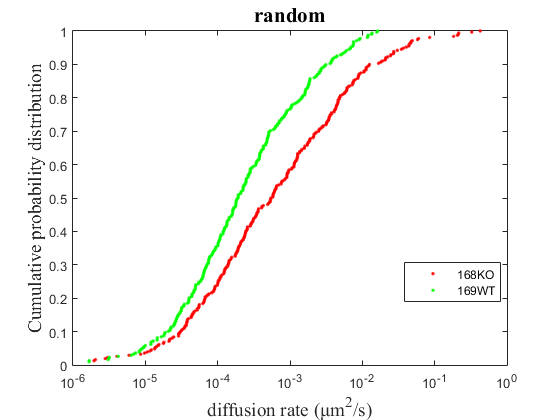 random
Cumulative probability distribution
1
0.9
0.8
0.7
0.6
0.5
0.4
0.3
0.2
0.1
0
168KO
169WT
10^-6 10^-5 10^-4 10^-3 10^-2 10^-1 10^0
diffusion rate (μm^2/s)